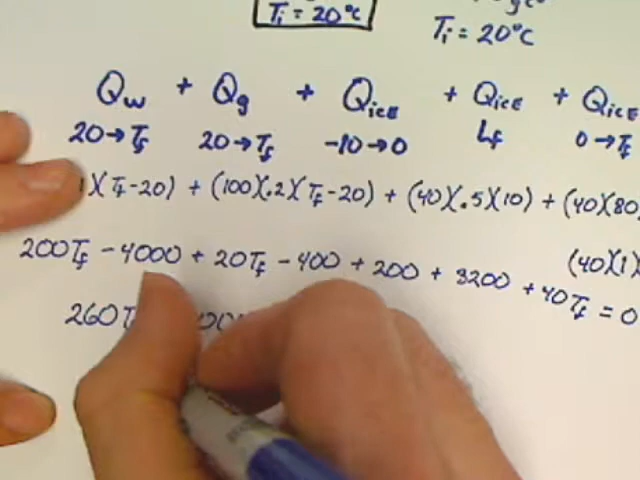 Ti = 20°C
Ti = 20°C
Qw + Qg + QicE + QicE + QicE
20→Tf 20→Tf -10→0 Lf 0→Tf
)(Tf-20) + (100)(.2)(Tf-20) + (40)(.5)(10) + (40)(80
(40)(1)
200Tf - 4000 + 20Tf - 400 + 200 + 3200 + 40Tf = 0
260T